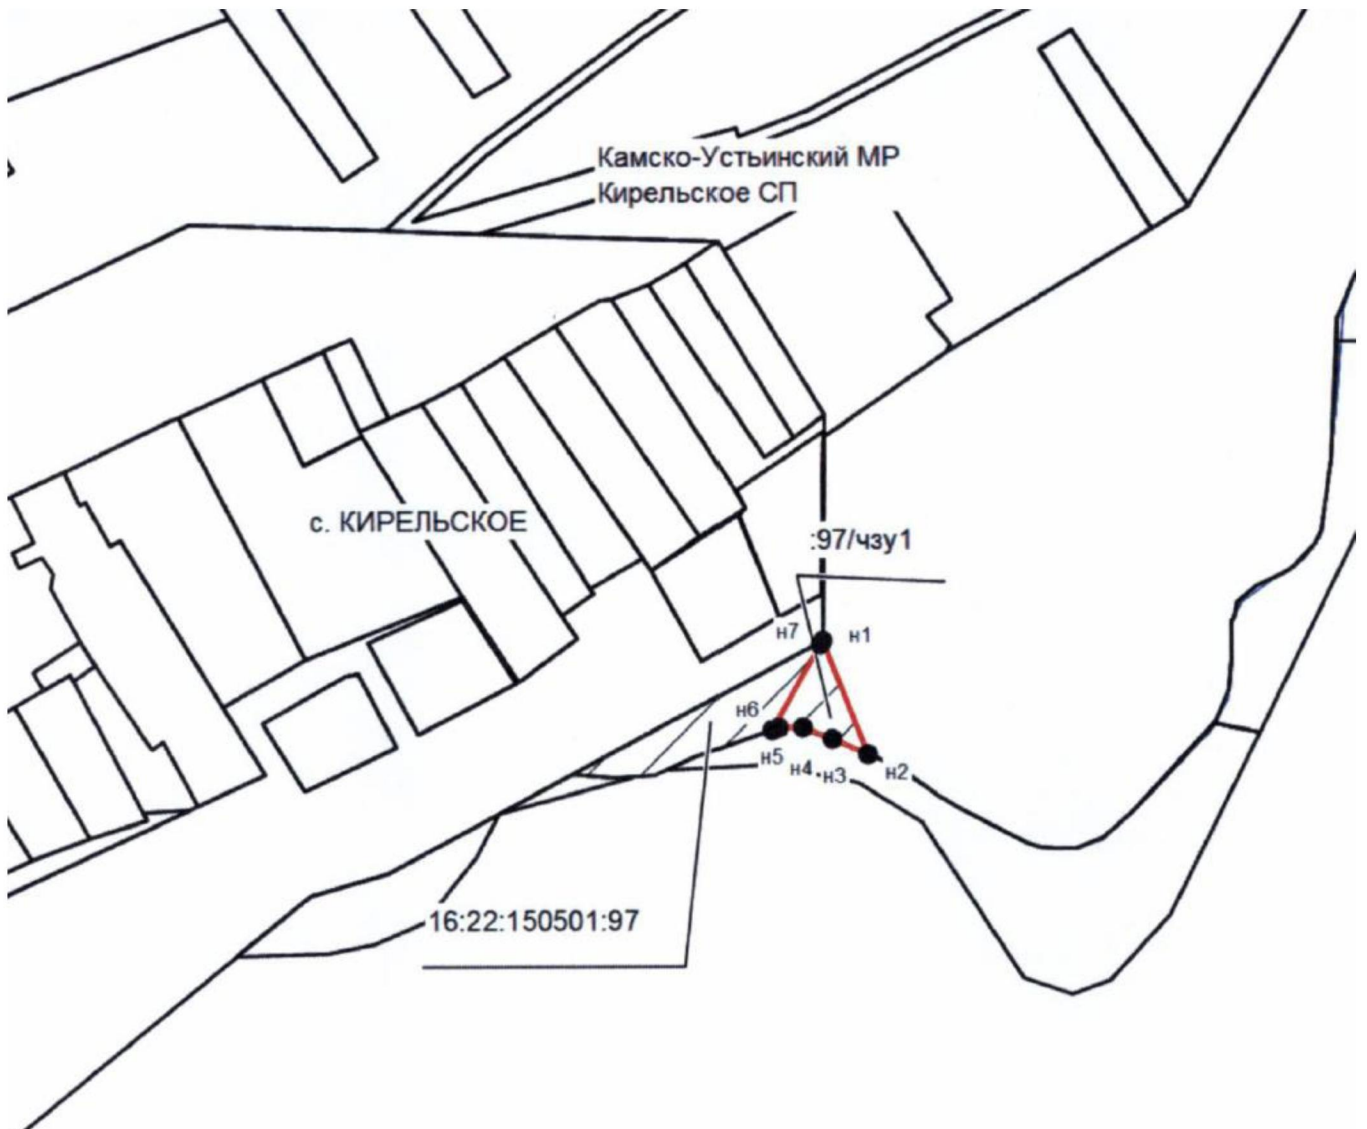 Камско-Устьинский МР
Кирельское СП
с. КИРЕЛЬСКОЕ
:97/чзу1
н7
н1
н6
н5
н4
н3
н2
16:22:150501:97